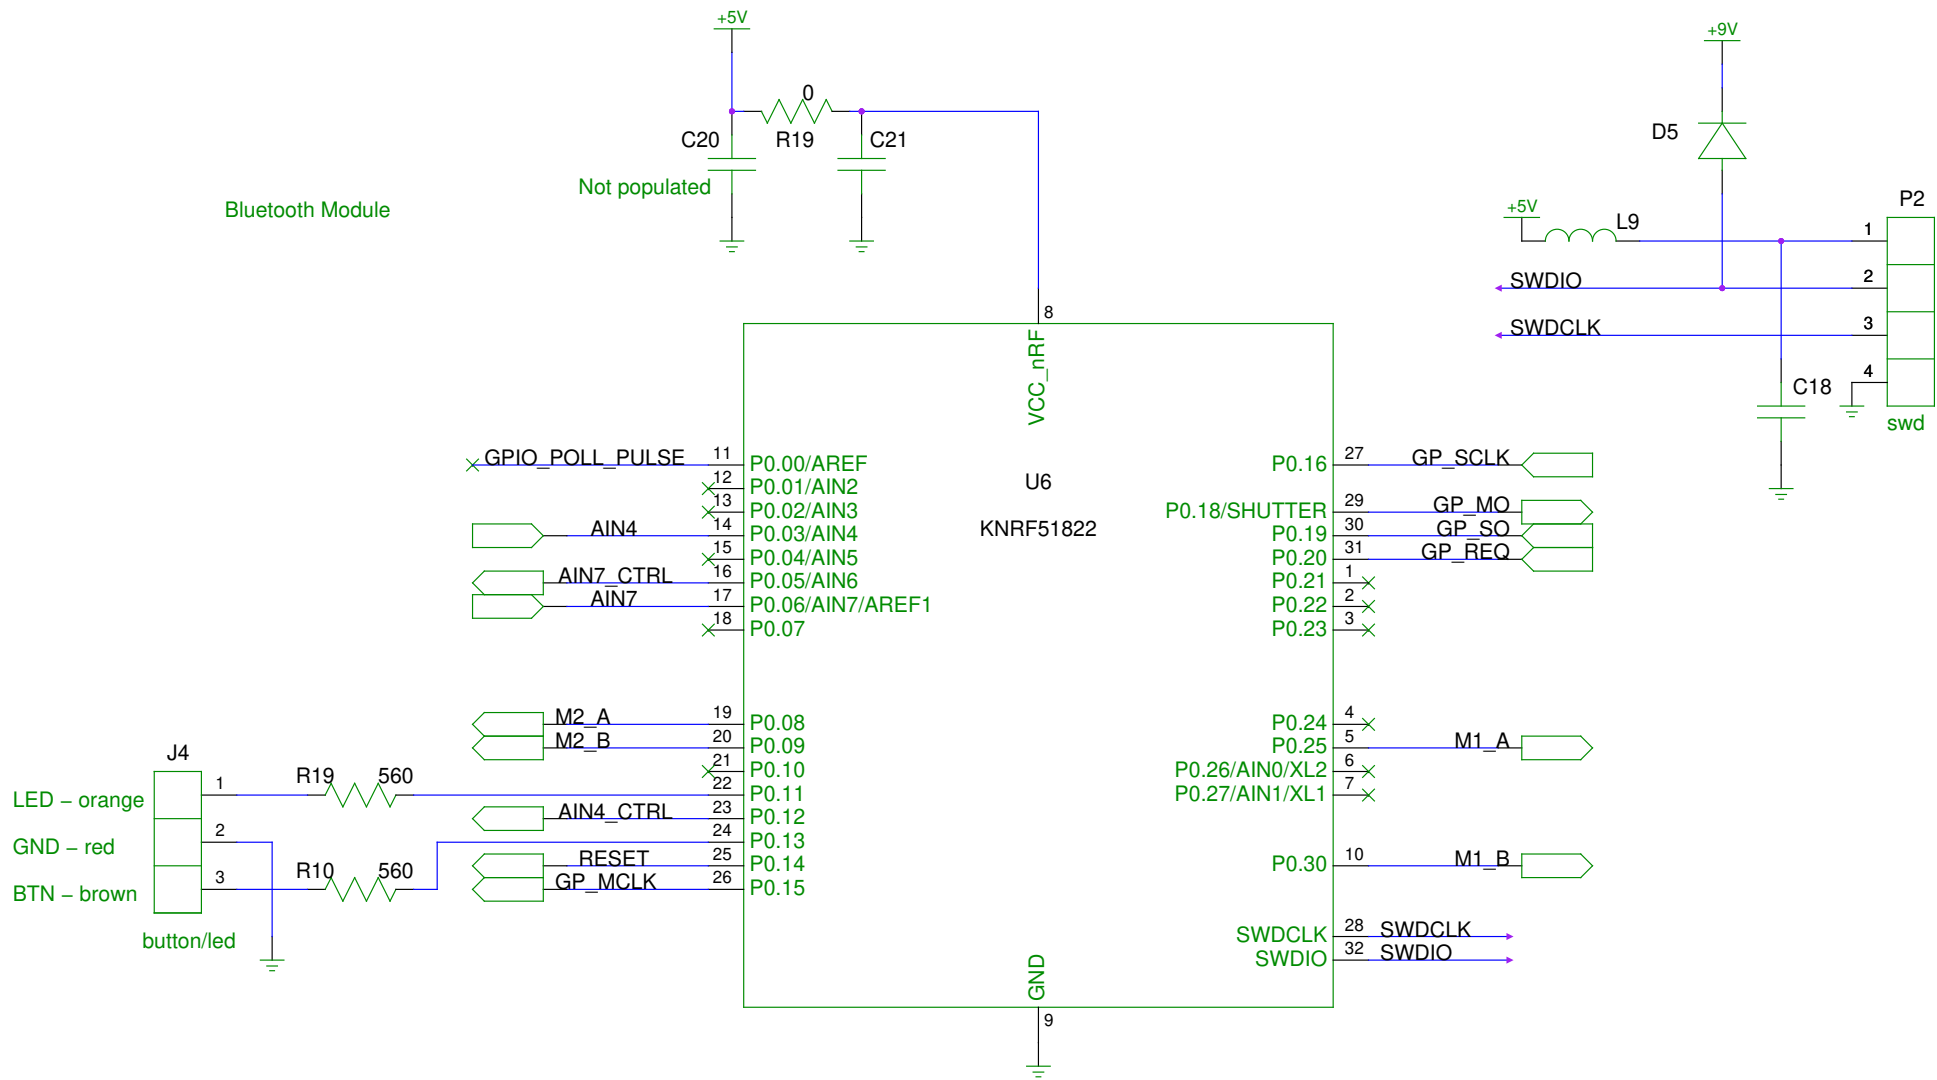 +5V
+9V
0
C20
R19
C21
D5
Not populated
P2
Bluetooth Module
+5V
L9
1
SWDIO
2
SWDCLK
3
4
C18
swd
8
VCC_nRF
U6
KNRF51822
GPIO_POLL_PULSE 11 P0.00/AREF
12 P0.01/AIN2
13 P0.02/AIN3
AIN4 14 P0.03/AIN4
15 P0.04/AIN5
AIN7_CTRL 16 P0.05/AIN6
AIN7 17 P0.06/AIN7/AREF1
18 P0.07
M2_A 19 P0.08
M2_B 20 P0.09
21 P0.10
22 P0.11
AIN4_CTRL 23 P0.12
24 P0.13
RESET 25 P0.14
GP_MCLK 26 P0.15
P0.16 27 GP_SCLK
P0.18/SHUTTER 29 GP_MO
P0.19 30 GP_SO
P0.20 31 GP_REQ
P0.21 1
P0.22 2
P0.23 3
P0.24 4
P0.25 5 M1_A
P0.26/AIN0/XL2 6
P0.27/AIN1/XL1 7
P0.30 10 M1_B
SWDCLK 28 SWDCLK
SWDIO 32 SWDIO
J4
LED – orange 1 R19 560
GND – red 2
BTN – brown 3 R10 560
button/led
GND
9